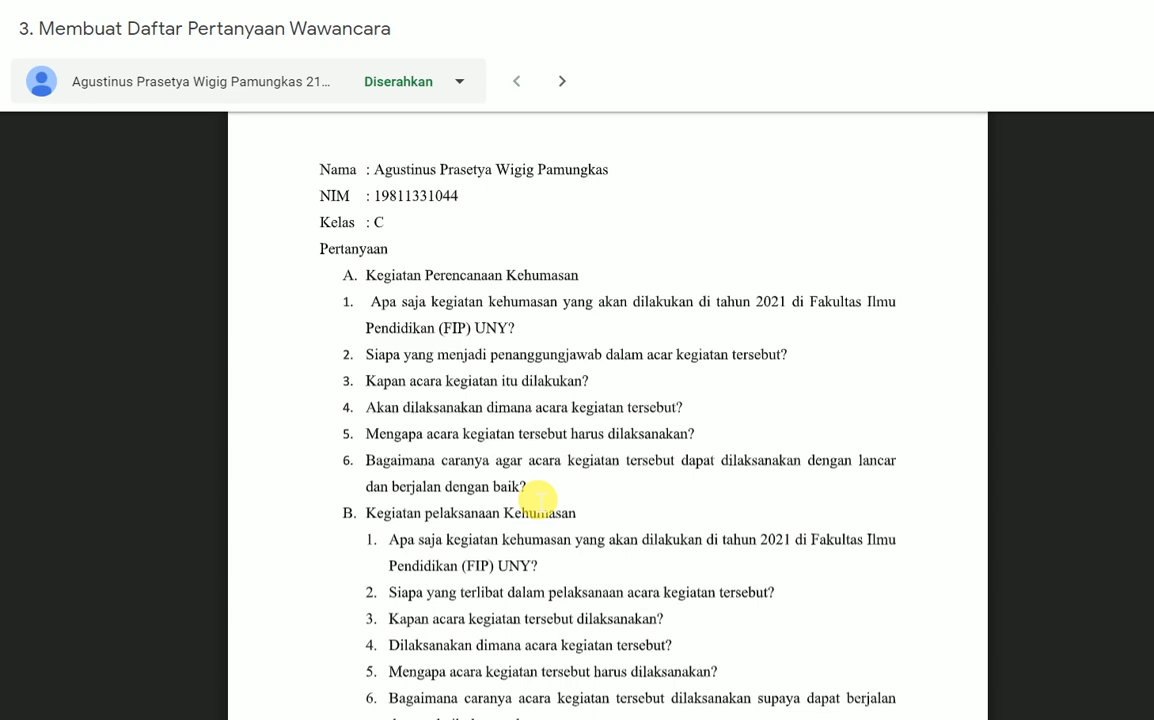 3. Membuat Daftar Pertanyaan Wawancara
Agustinus Prasetya Wigig Pamungkas 21... Diserahkan
Nama : Agustinus Prasetya Wigig Pamungkas
NIM : 19811331044
Kelas : C
Pertanyaan
A. Kegiatan Perencanaan Kehumasan
1. Apa saja kegiatan kehumasan yang akan dilakukan di tahun 2021 di Fakultas Ilmu
Pendidikan (FIP) UNY?
2. Siapa yang menjadi penanggungjawab dalam acar kegiatan tersebut?
3. Kapan acara kegiatan itu dilakukan?
4. Akan dilaksanakan dimana acara kegiatan tersebut?
5. Mengapa acara kegiatan tersebut harus dilaksanakan?
6. Bagaimana caranya agar acara kegiatan tersebut dapat dilaksanakan dengan lancar
dan berjalan dengan baik?
B. Kegiatan pelaksanaan Kehumasan
1. Apa saja kegiatan kehumasan yang akan dilakukan di tahun 2021 di Fakultas Ilmu
Pendidikan (FIP) UNY?
2. Siapa yang terlibat dalam pelaksanaan acara kegiatan tersebut?
3. Kapan acara kegiatan tersebut dilaksanakan?
4. Dilaksanakan dimana acara kegiatan tersebut?
5. Mengapa acara kegiatan tersebut harus dilaksanakan?
6. Bagaimana caranya acara kegiatan tersebut dilaksanakan supaya dapat berjalan